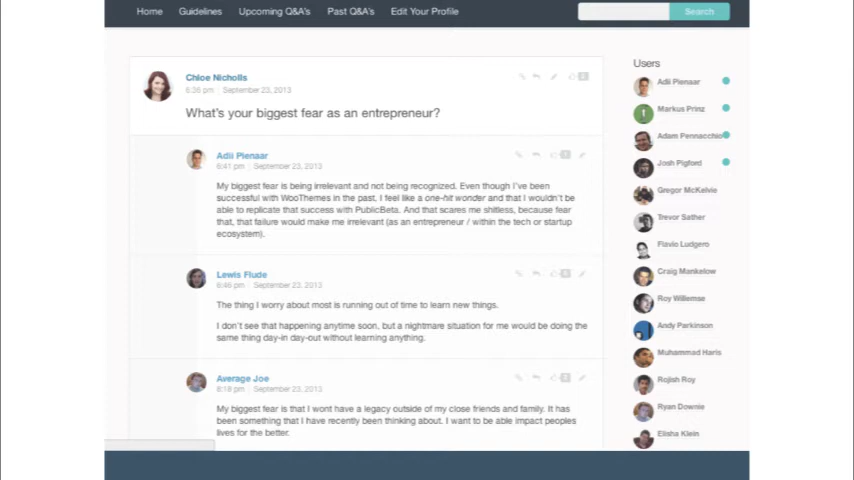 Home Guidelines Upcoming Q&A's Past Q&A's Edit Your Profile Search
Chloe Nicholls
6:36 pm | September 23, 2013
What's your biggest fear as an entrepreneur?
Adii Pienaar
6:41 pm | September 23, 2013
My biggest fear is being irrelevant and not being recognized. Even though I've been
successful with WooThemes in the past, I feel like a one-hit wonder and that I wouldn't be
able to replicate that success with PublicBeta. And that scares me shitless, because fear
that, that failure would make me irrelevant (as an entrepreneur / within the tech or startup
ecosystem).
Lewis Flude
6:46 pm | September 23, 2013
The thing I worry about most is running out of time to learn new things.
I don't see that happening anytime soon, but a nightmare situation for me would be doing the
same thing day-in day-out without learning anything.
Average Joe
8:18 pm | September 23, 2013
My biggest fear is that I wont have a legacy outside of my close friends and family. It has
been something that I have recently been thinking about. I want to be able impact peoples
lives for the better.
Users
Adii Pienaar
Markus Prinz
Adam Pennacchio
Josh Pigford
Gregor McKelvie
Trevor Sather
Flavio Ludgero
Craig Mankelow
Roy Willemse
Andy Parkinson
Muhammad Haris
Rojish Roy
Ryan Downie
Elisha Klein